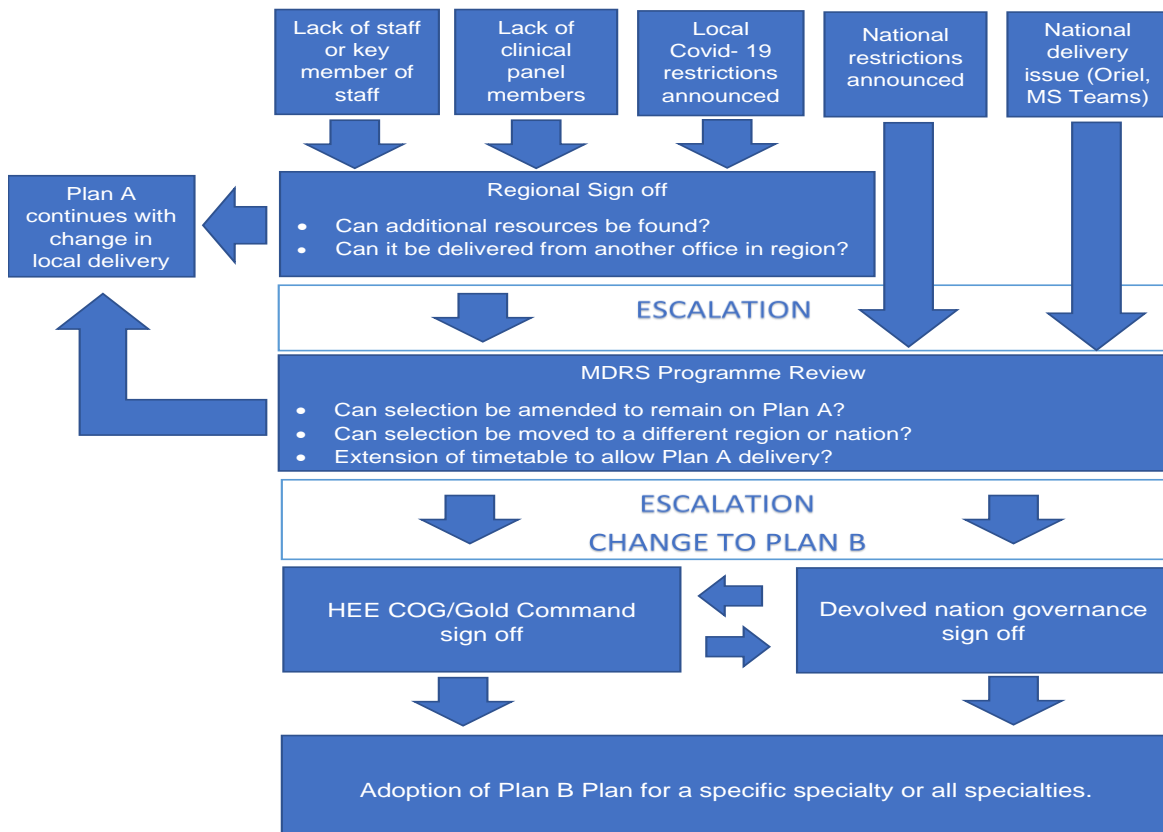 Lack of staff
or key
member of
staff
Lack of
clinical
panel
members
Local
Covid- 19
restrictions
announced
National
restrictions
announced
National
delivery
issue (Oriel,
MS Teams)
Plan A
continues with
change in
local delivery
Regional Sign off
• Can additional resources be found?
• Can it be delivered from another office in region?
ESCALATION
MDRS Programme Review
• Can selection be amended to remain on Plan A?
• Can selection be moved to a different region or nation?
• Extension of timetable to allow Plan A delivery?
ESCALATION
CHANGE TO PLAN B
HEE COG/Gold Command
sign off
Devolved nation governance
sign off
Adoption of Plan B Plan for a specific specialty or all specialties.